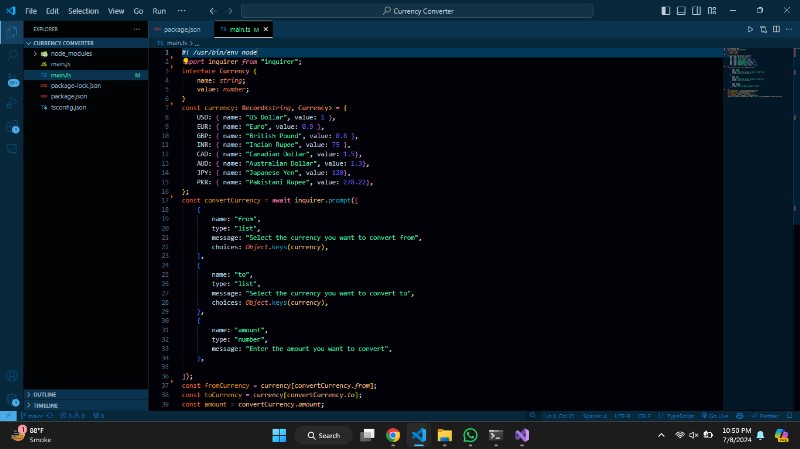 File Edit Selection View Go Run ···
Currency Converter
EXPLORER ···
package.json
TS main.ts M ×
CURRENCY CONVERTER
TS main.ts > ...
node_modules
JS main.js
TS main.ts M
package-lock.json
package.json
tsconfig.json
1 #! /usr/bin/env node
2 import inquirer from "inquirer";
3 interface Currency {
4 name: string;
5 value: number;
6 }
7 const currency: Record<string, Currency> = {
8 USD: { name: "US Dollar", value: 1 },
9 EUR: { name: "Euro", value: 0.9 },
10 GBP: { name: "British Pound", value: 0.8 },
11 INR: { name: "Indian Rupee", value: 75 },
12 CAD: { name: "Canadian Dollar", value: 1.5},
13 AUD: { name: "Australian Dollar", value: 1.3},
14 JPY: { name: "Japanese Yen", value: 120},
15 PKR: { name: "Pakistani Rupee", value: 278.22},
16 };
17 const convertCurrency = await inquirer.prompt([
18 {
19 name: "from",
20 type: "list",
21 message: "Select the currency you want to convert from",
22 choices: Object.keys(currency),
23 },
24 {
25 name: "to",
26 type: "list",
27 message: "Select the currency you want to convert to",
28 choices: Object.keys(currency),
29 },
30 {
31 name: "amount",
32 type: "number",
33 message: "Enter the amount you want to convert",
34 },
35
36 ]);
37 const fromCurrency = currency[convertCurrency.from];
38 const toCurrency = currency[convertCurrency.to];
39 const amount = convertCurrency.amount;
OUTLINE
TIMELINE
main* 0 0 0
Ln 1, Col 21 Spaces: 4 UTF-8 CRLF {} TypeScript Go Live Prettier
1
88°F
Smoke
Search
10:50 PM
7/8/2024